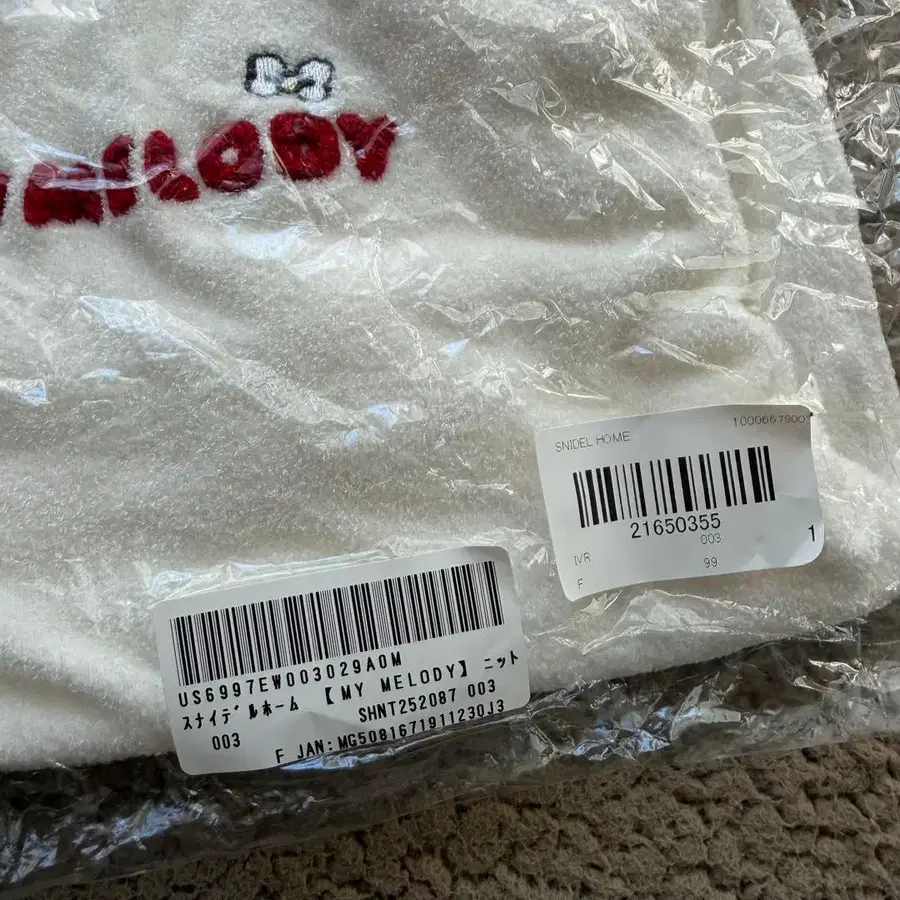 MELODY
SNIDEL HOME 1000667800
21650355
003
IVR 1
F 99
US6997EW003029A0M
ｽﾅｲﾃﾞﾙﾎｰﾑ 【MY MELODY】 ニット
SHNT252087 003
003
F JAN:MG5081671911230J3